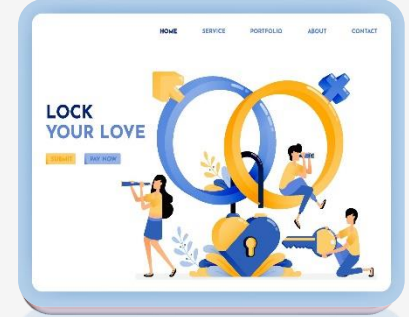 HOME SERVICE PORTFOLIO ABOUT CONTACT
LOCK
YOUR LOVE
SUBMIT PAY NOW